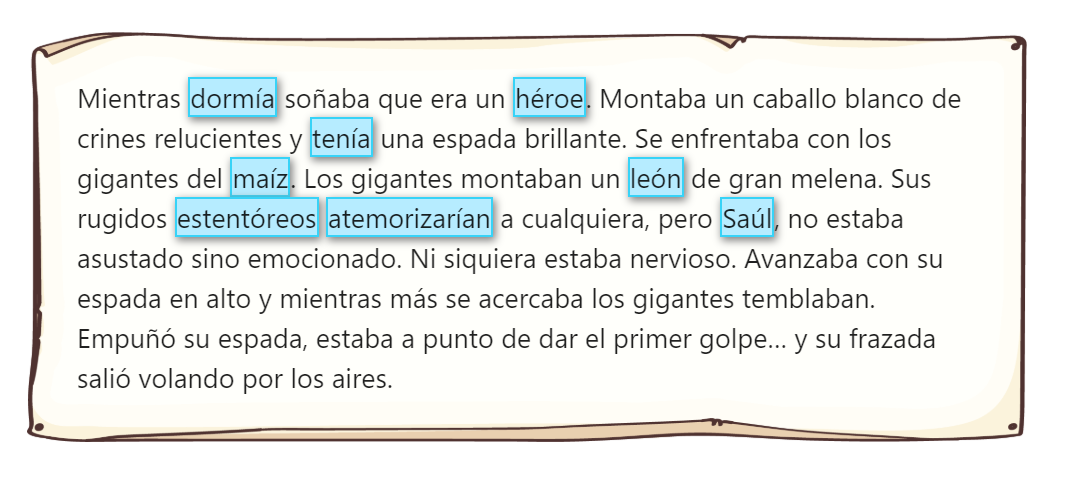 Mientras dormía soñaba que era un héroe. Montaba un caballo blanco de
crines relucientes y tenía una espada brillante. Se enfrentaba con los
gigantes del maíz. Los gigantes montaban un león de gran melena. Sus
rugidos estentóreos atemorizarían a cualquiera, pero Saúl, no estaba
asustado sino emocionado. Ni siquiera estaba nervioso. Avanzaba con su
espada en alto y mientras más se acercaba los gigantes temblaban.
Empuñó su espada, estaba a punto de dar el primer golpe... y su frazada
salió volando por los aires.